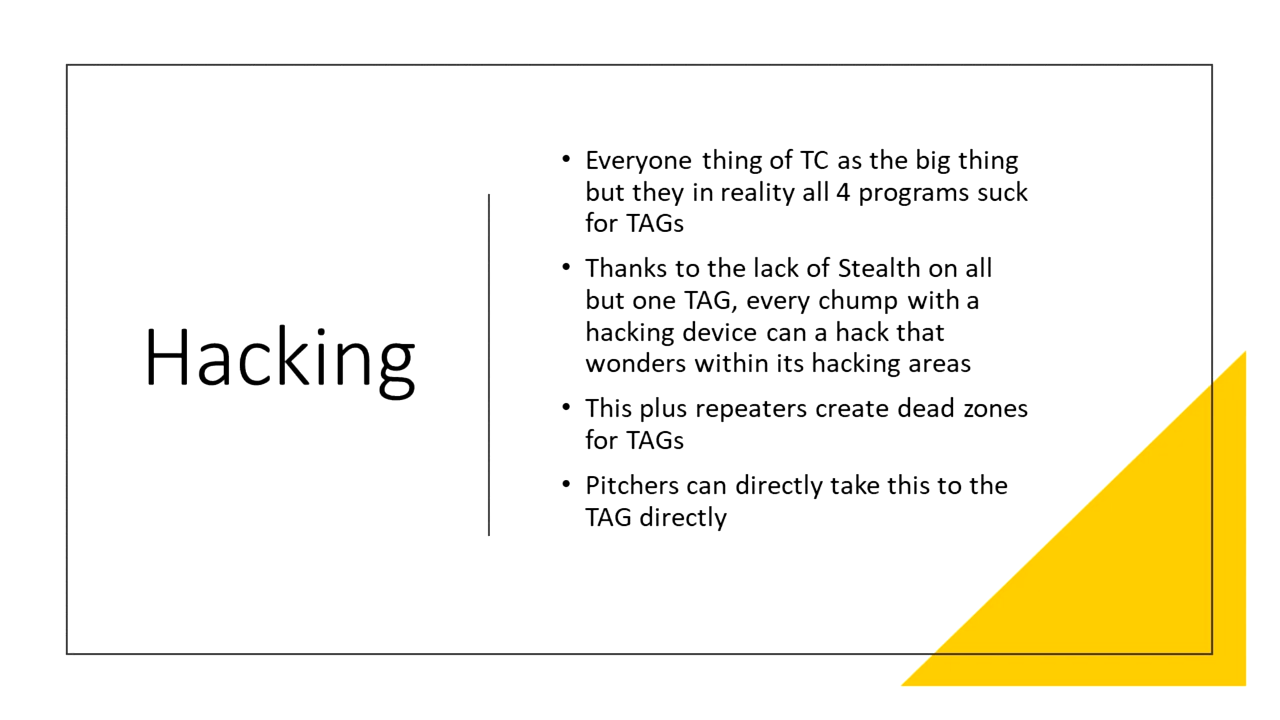 Hacking
• Everyone thing of TC as the big thing
but they in reality all 4 programs suck
for TAGs
• Thanks to the lack of Stealth on all
but one TAG, every chump with a
hacking device can a hack that
wonders within its hacking areas
• This plus repeaters create dead zones
for TAGs
• Pitchers can directly take this to the
TAG directly